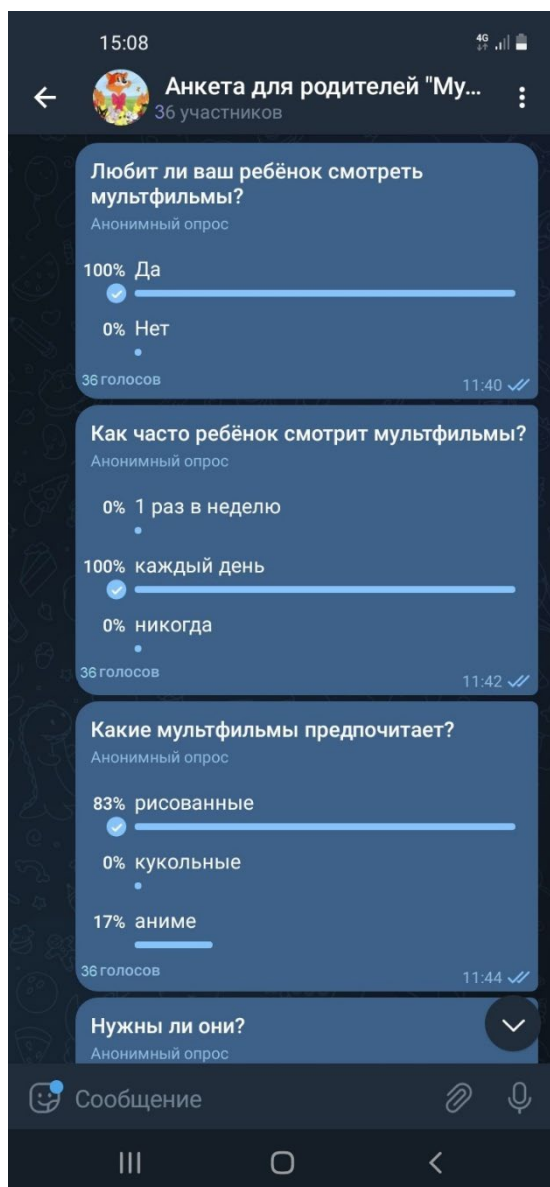 15:08
4G
Анкета для родителей "Му...
36 участников
Любит ли ваш ребёнок смотреть
мультфильмы?
Анонимный опрос
100% Да
0% Нет
36 голосов
11:40
Как часто ребёнок смотрит мультфильмы?
Анонимный опрос
0% 1 раз в неделю
100% каждый день
0% никогда
36 голосов
11:42
Какие мультфильмы предпочитает?
Анонимный опрос
83% рисованные
0% кукольные
17% аниме
36 голосов
11:44
Нужны ли они?
Анонимный опрос
Сообщение